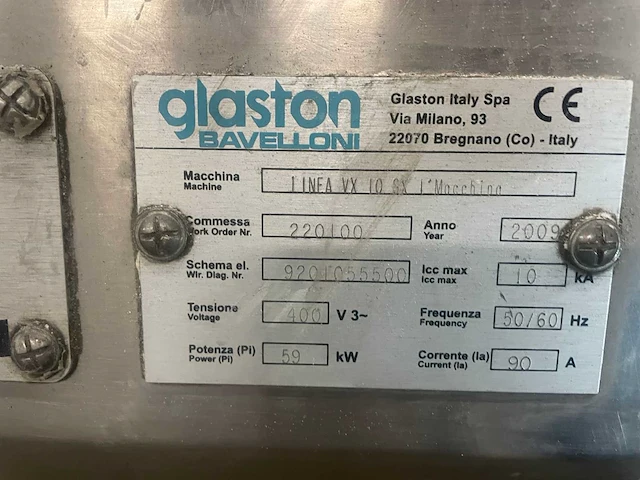 glaston
BAVELLONI
Glaston Italy Spa
Via Milano, 93
22070 Bregnano (Co) - Italy
CE
Macchina LINEA VX 10 SX 1°Macchina
Machine
Commessa 220100 Anno 2009
Work Order Nr. Year
Schema el. 9201055500 Icc max 10 kA
Wir. Diag. Nr. Icc max
Tensione 400 V 3~ Frequenza 50/60 Hz
Voltage Frequency
Potenza (Pi) 59 kW Corrente (Ia) 90 A
Power (Pi) Current (Ia)